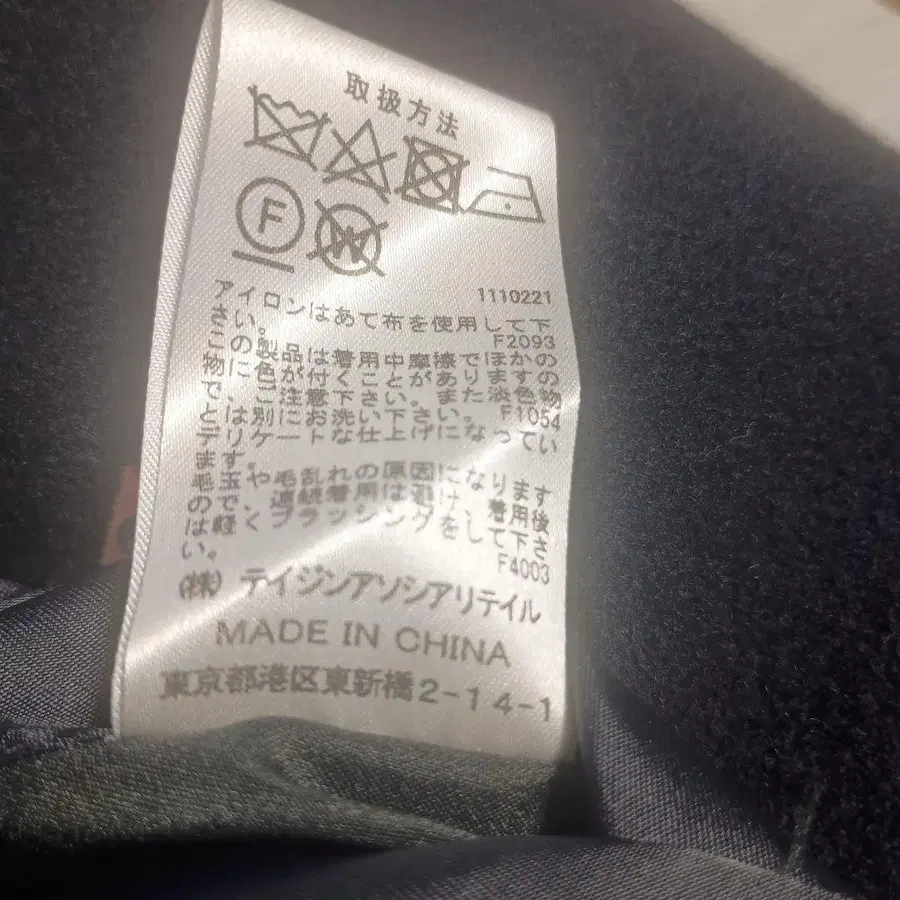 取扱方法
F
W
1110221
アイロンはあて布を使用して下
さい。 F2093
この製品は着用中摩擦でほかの
物に色が付くことがありますの
で、ご注意下さい。また淡色物
とは別にお洗い下さい。 F1054
デリケートな仕上げになってい
ます。
毛玉や毛乱れの原因になります
ので、連続着用は避け、着用後
は軽くブラッシングをして下さ
い。 F4003
(株) テイジンアソシアリテイル
MADE IN CHINA
東京都港区東新橋2-14-1